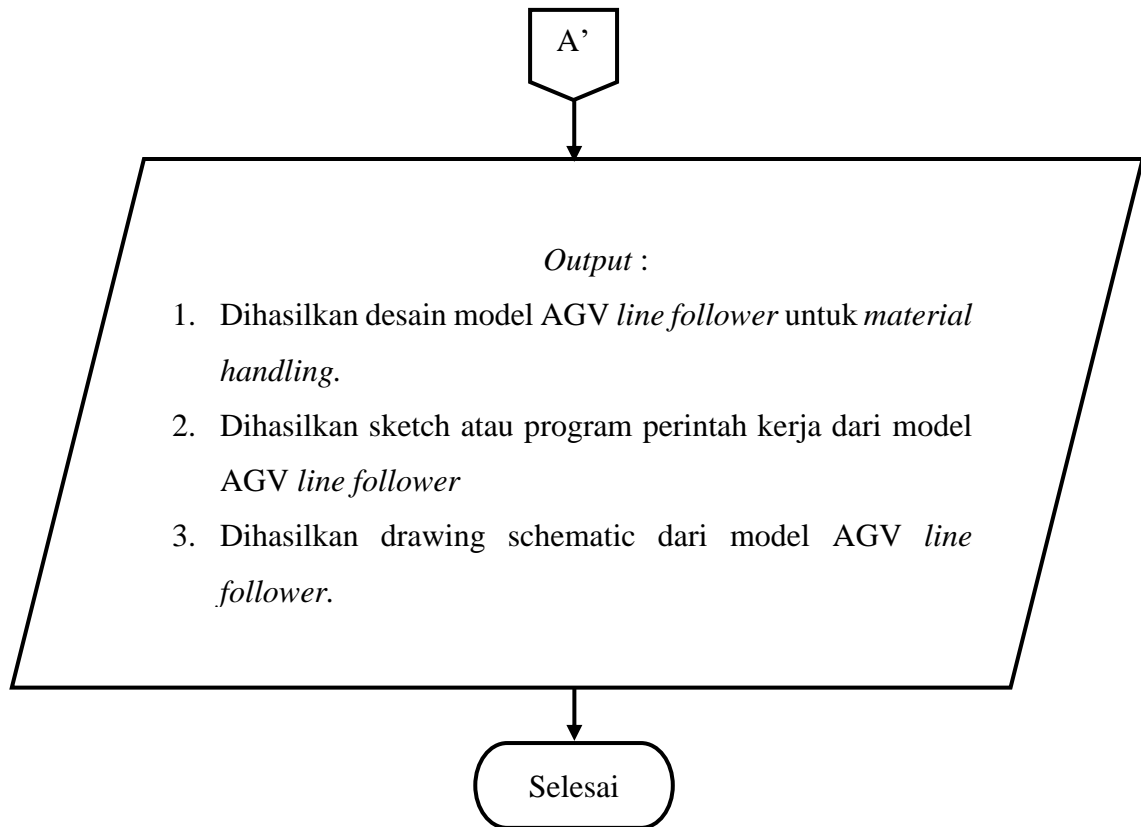 A’
Output :
1. Dihasilkan desain model AGV line follower untuk material
handling.
2. Dihasilkan sketch atau program perintah kerja dari model
AGV line follower
3. Dihasilkan drawing schematic dari model AGV line
follower.
Selesai